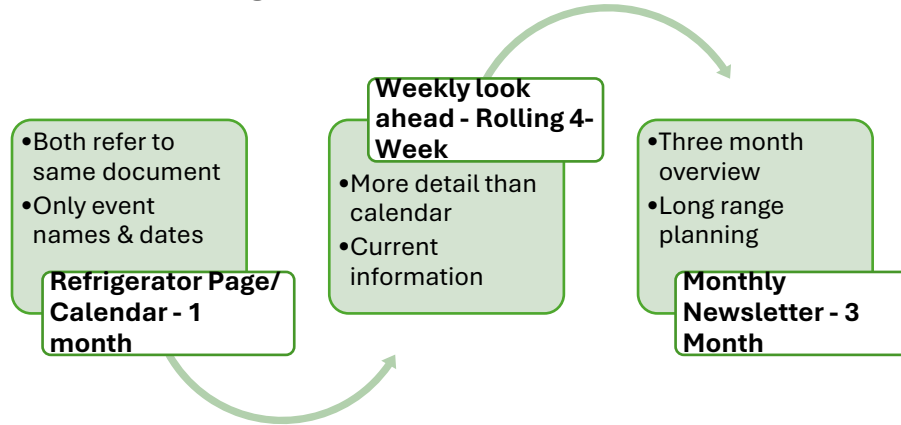 •Both refer to
same document
•Only event
names & dates
Refrigerator Page/
Calendar - 1
month
Weekly look
ahead - Rolling 4-
Week
•More detail than
calendar
•Current
information
•Three month
overview
•Long range
planning
Monthly
Newsletter - 3
Month